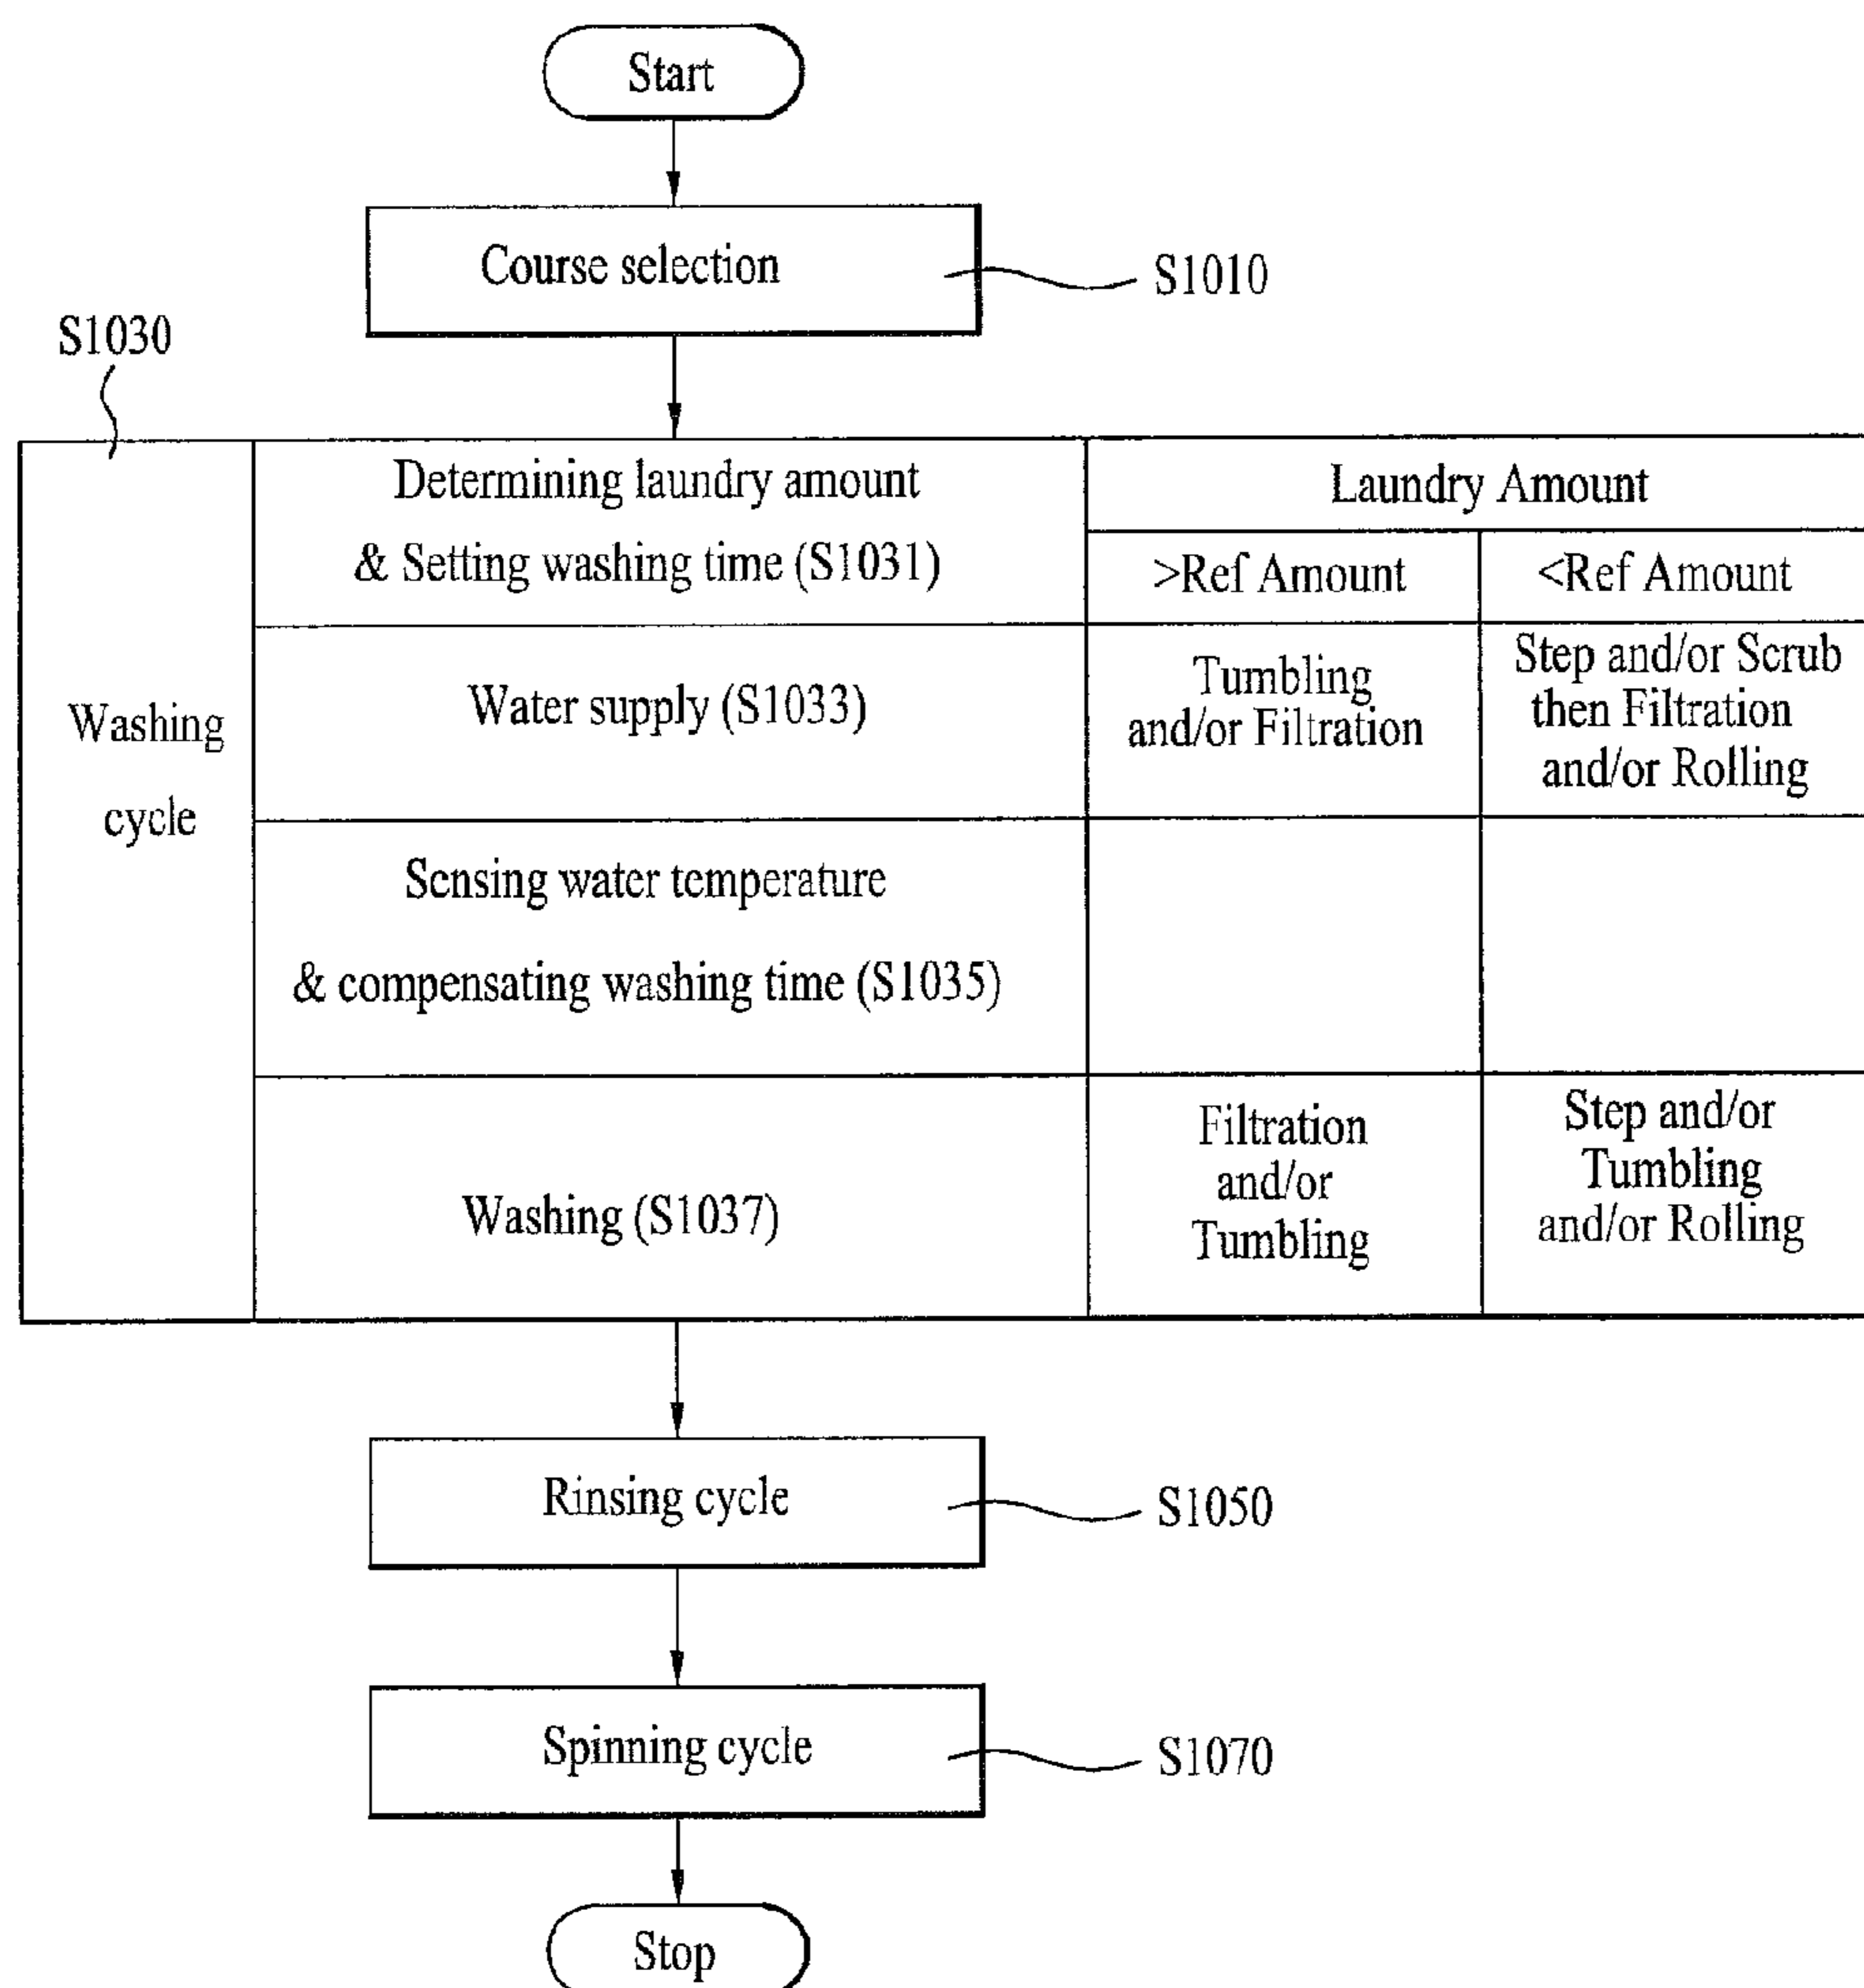 Start
Course selection
S1010
S1030
Washing
cycle
Determining laundry amount
& Setting washing time (S1031)
Laundry Amount
>Ref Amount
<Ref Amount
Water supply (S1033)
Tumbling
and/or Filtration
Step and/or Scrub
then Filtration
and/or Rolling
Sensing water temperature
& compensating washing time (S1035)
Washing (S1037)
Filtration
and/or
Tumbling
Step and/or
Tumbling
and/or Rolling
Rinsing cycle
S1050
Spinning cycle
S1070
Stop